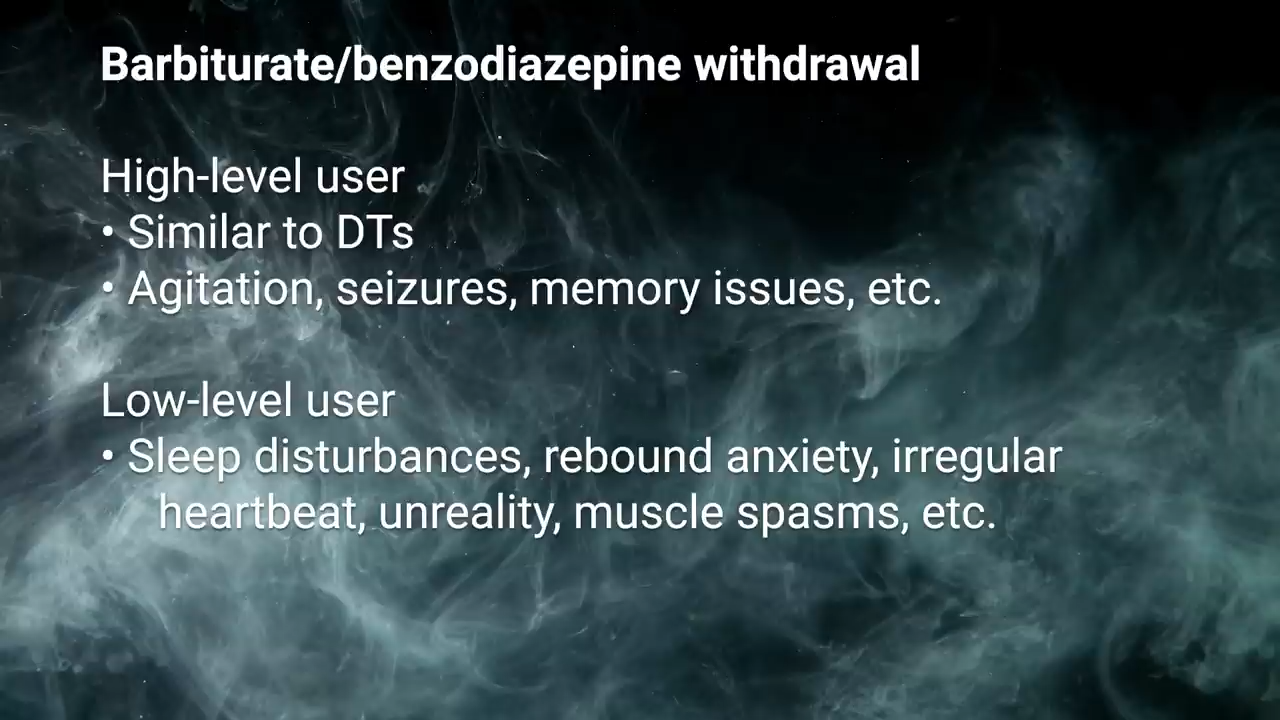 Barbiturate/benzodiazepine withdrawal
High-level user
• Similar to DTs
• Agitation, seizures, memory issues, etc.
Low-level user
• Sleep disturbances, rebound anxiety, irregular
heartbeat, unreality, muscle spasms, etc.